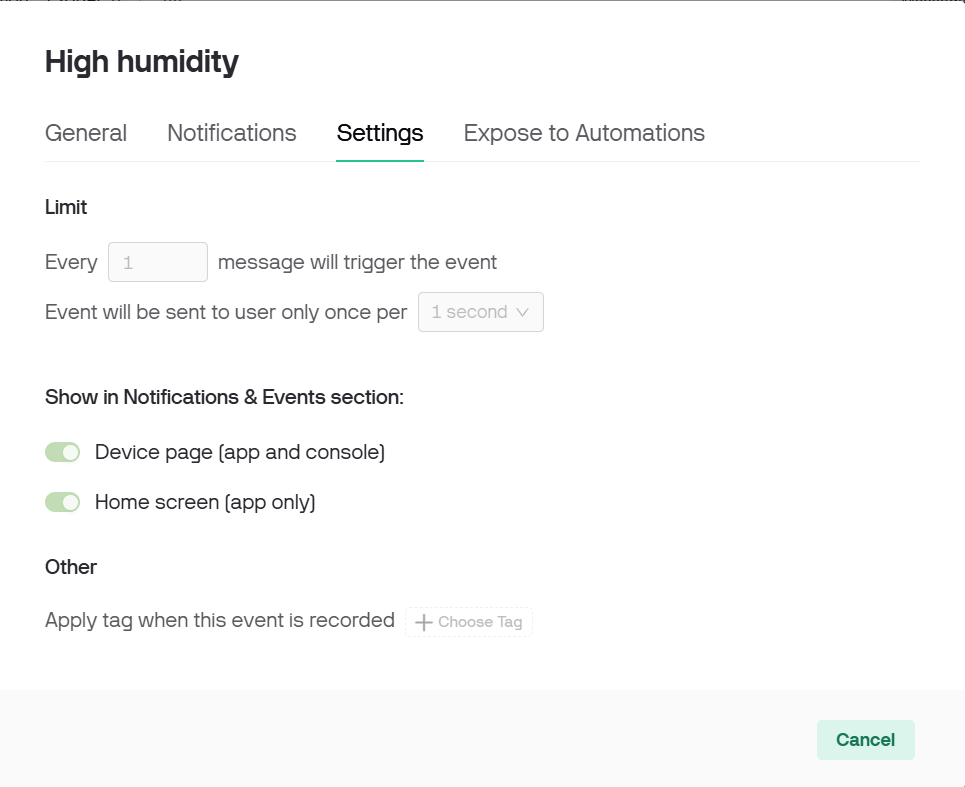 High humidity
General Notifications Settings Expose to Automations
Limit
Every 1 message will trigger the event
Event will be sent to user only once per 1 second
Show in Notifications & Events section:
Device page (app and console)
Home screen (app only)
Other
Apply tag when this event is recorded Choose Tag
Cancel